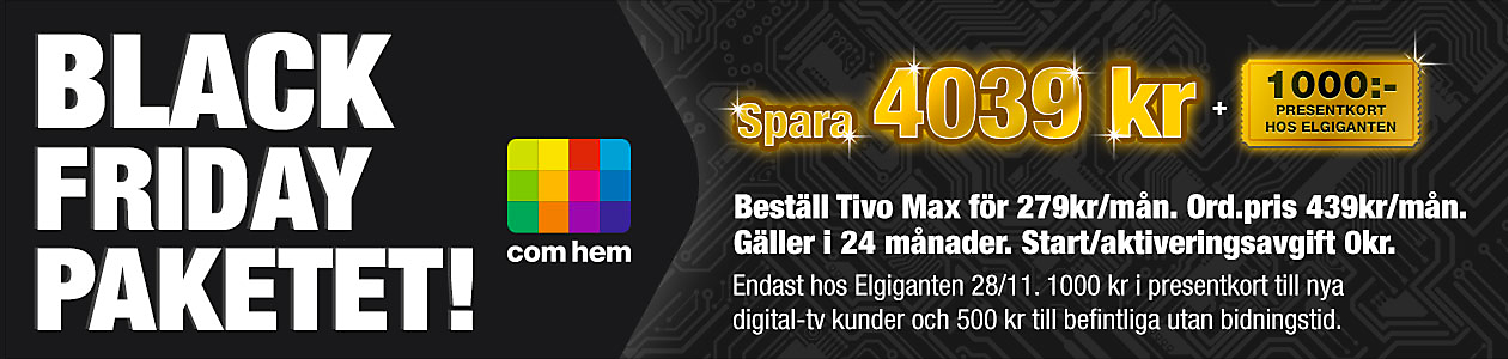 BLACK
FRIDAY
PAKETET!
com hem
Spara 4039 kr +
1000:-
PRESENTKORT
HOS ELGIGANTEN
Beställ Tivo Max för 279kr/mån. Ord.pris 439kr/mån.
Gäller i 24 månader. Start/aktiveringsavgift 0kr.
Endast hos Elgiganten 28/11. 1000 kr i presentkort till nya
digital-tv kunder och 500 kr till befintliga utan bidningstid.